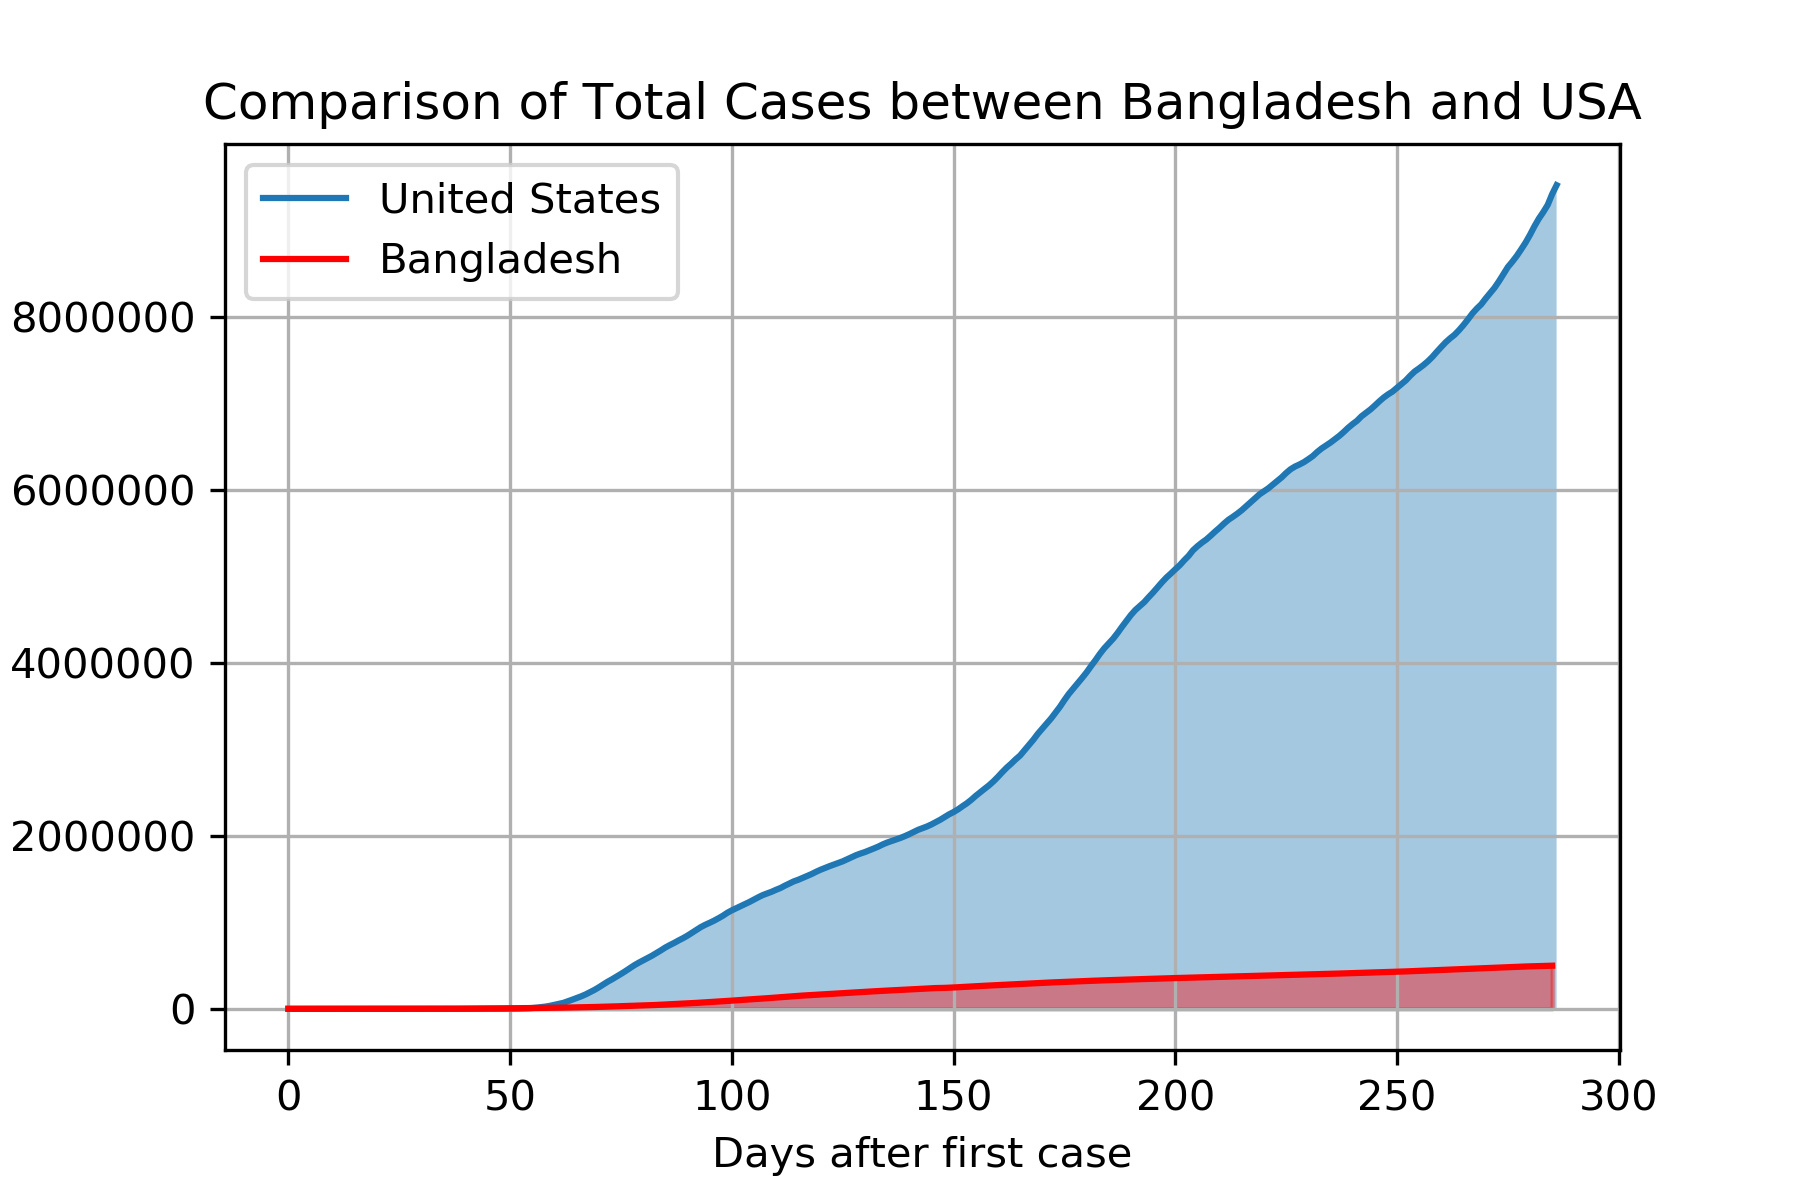 Comparison of Total Cases between Bangladesh and USA
United States
Bangladesh
8000000
6000000
4000000
2000000
0
0 50 100 150 200 250 300
Days after first case